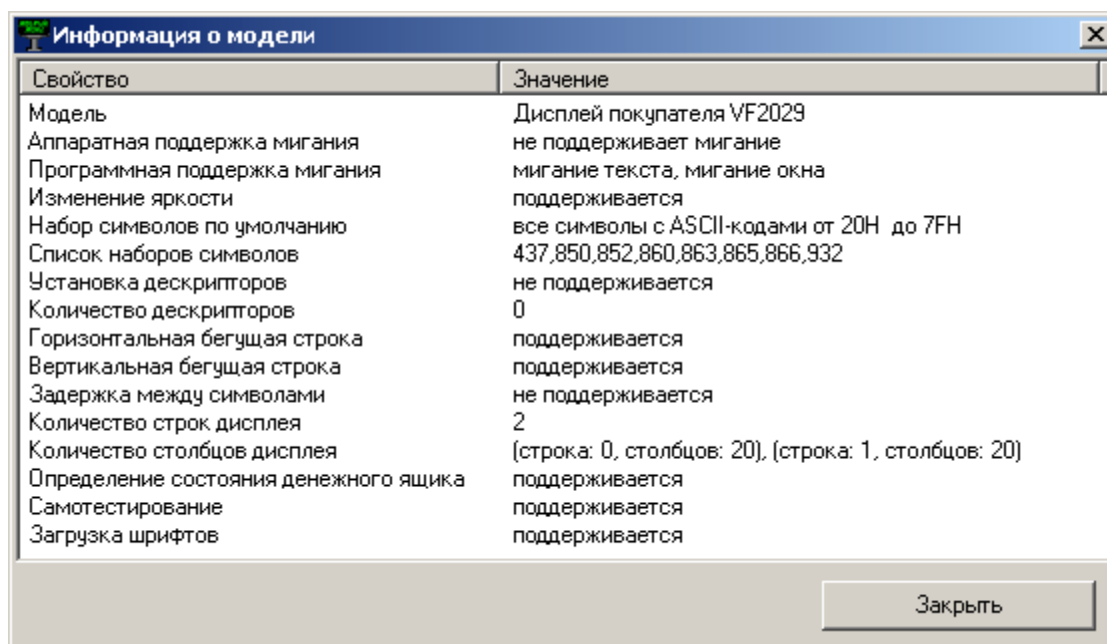 Информация о модели
Свойство Значение
Модель Дисплей покупателя VF2029
Аппаратная поддержка мигания не поддерживает мигание
Программная поддержка мигания мигание текста, мигание окна
Изменение яркости поддерживается
Набор символов по умолчанию все символы с ASCII-кодами от 20H до 7FH
Список наборов символов 437,850,852,860,863,865,866,932
Установка дескрипторов не поддерживается
Количество дескрипторов 0
Горизонтальная бегущая строка поддерживается
Вертикальная бегущая строка поддерживается
Задержка между символами не поддерживается
Количество строк дисплея 2
Количество столбцов дисплея (строка: 0, столбцов: 20), (строка: 1, столбцов: 20)
Определение состояния денежного ящика поддерживается
Самотестирование поддерживается
Загрузка шрифтов поддерживается
Закрыть